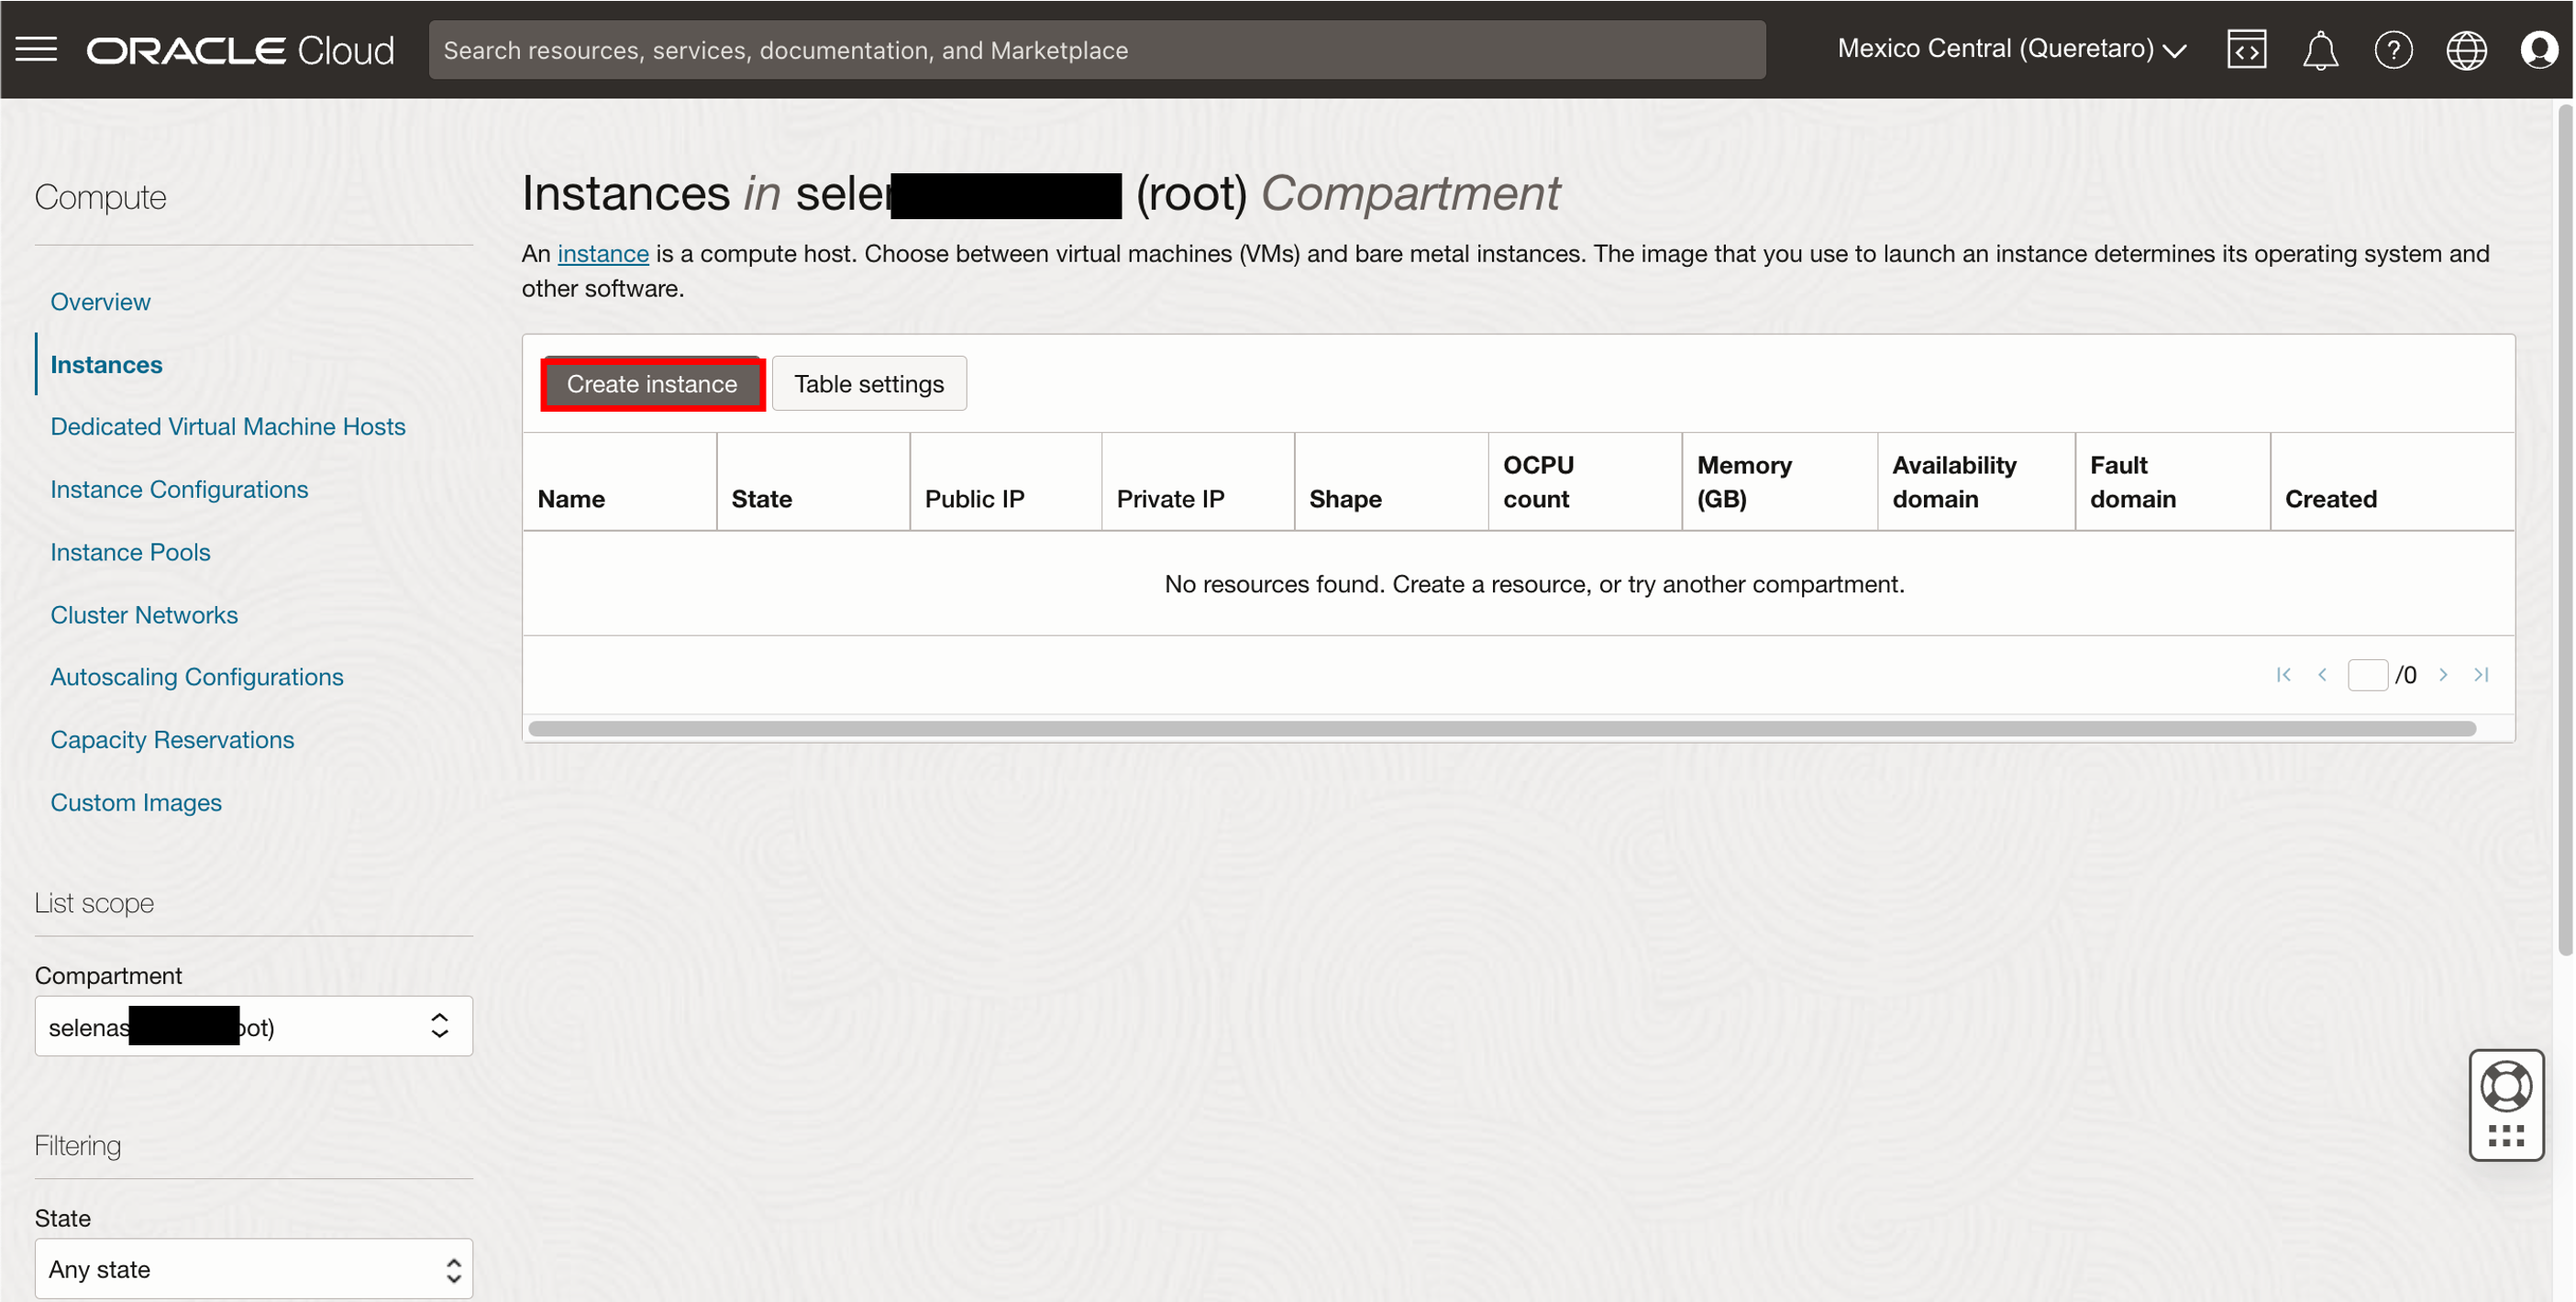 ORACLE Cloud
Search resources, services, documentation, and Marketplace
Mexico Central (Queretaro)
Compute
Overview
Instances
Dedicated Virtual Machine Hosts
Instance Configurations
Instance Pools
Cluster Networks
Autoscaling Configurations
Capacity Reservations
Custom Images
List scope
Compartment
selenas oot)
Filtering
State
Any state
Instances in selen (root) Compartment
An instance is a compute host. Choose between virtual machines (VMs) and bare metal instances. The image that you use to launch an instance determines its operating system and
other software.
Create instance
Table settings
Name
State
Public IP
Private IP
Shape
OCPU
count
Memory
(GB)
Availability
domain
Fault
domain
Created
No resources found. Create a resource, or try another compartment.
/0